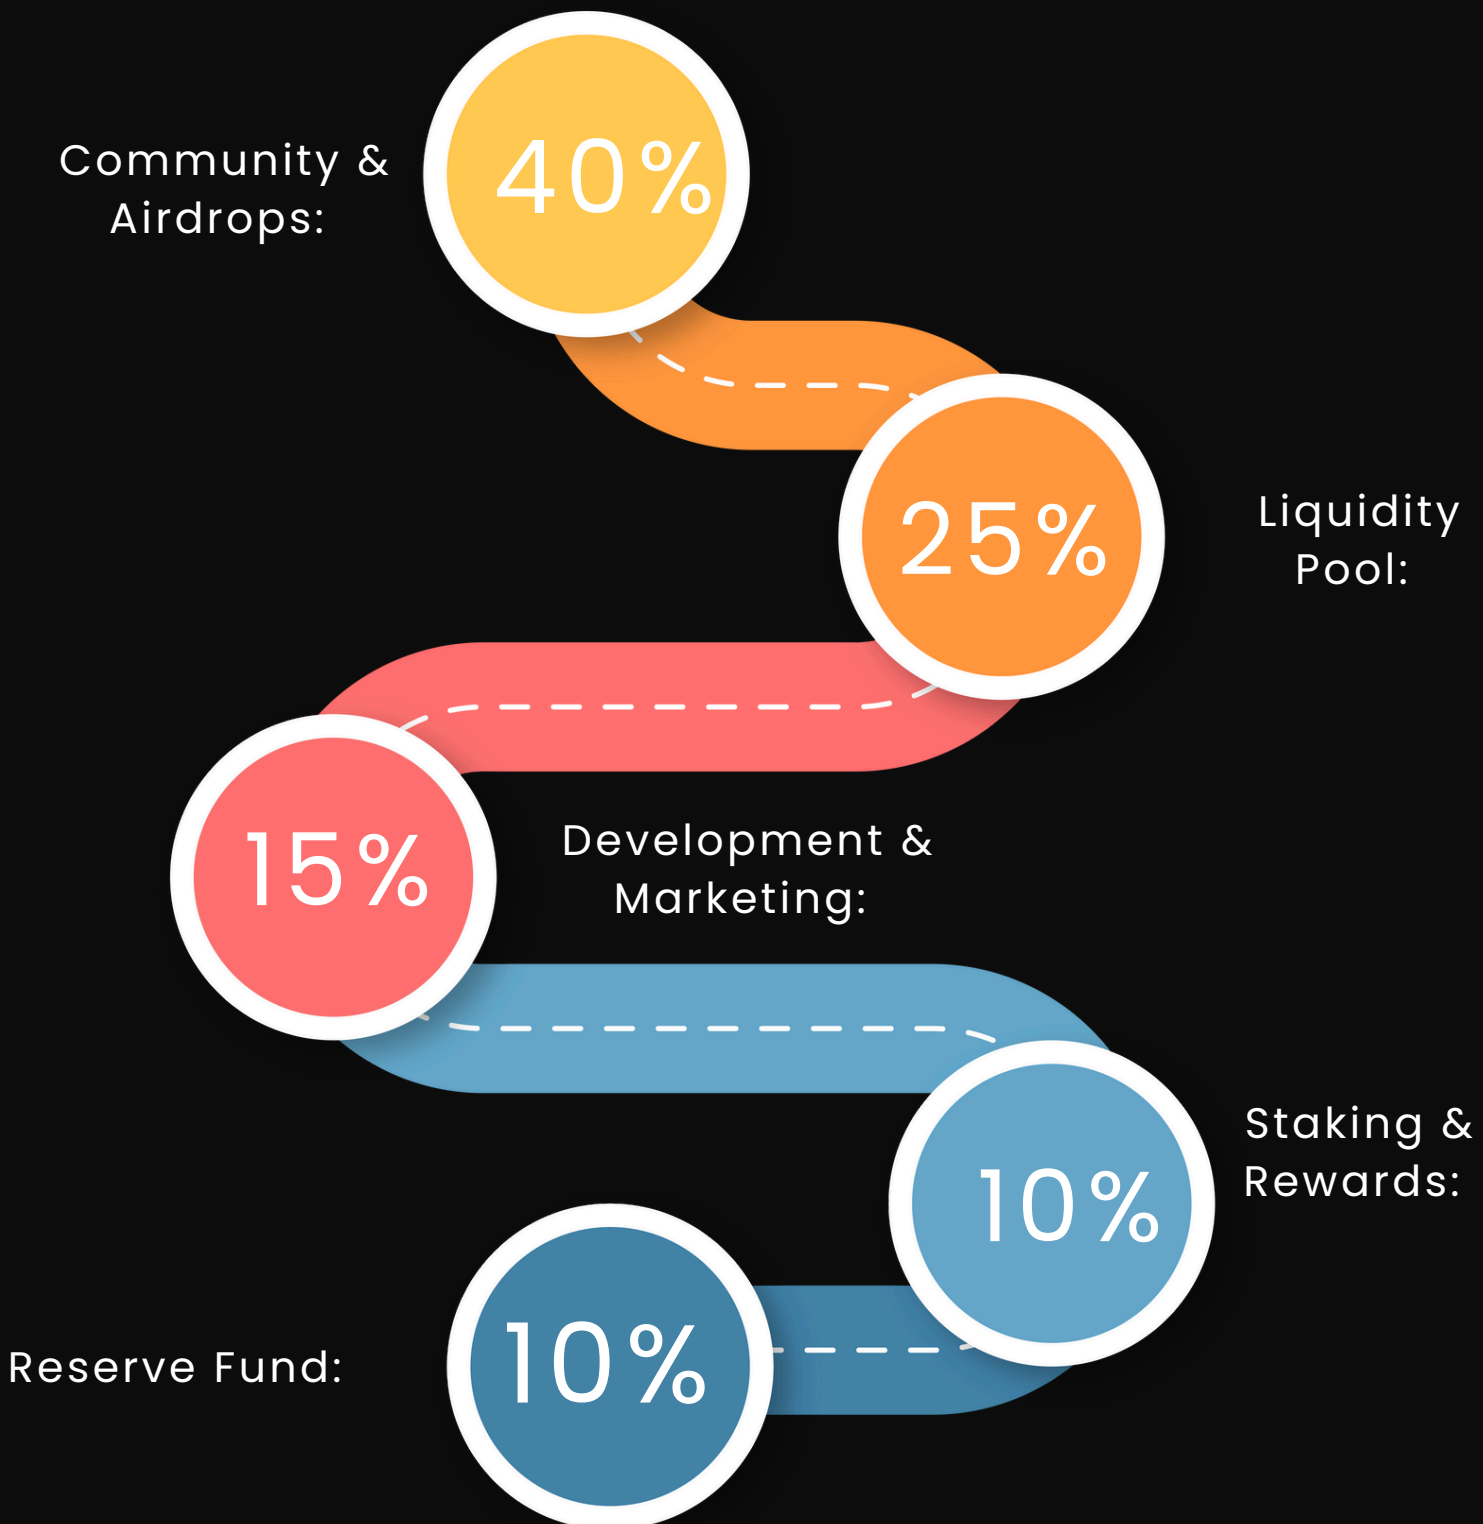 Community &
Airdrops:
40%
25%
Liquidity
Pool:
15%
Development &
Marketing:
10%
Staking &
Rewards:
Reserve Fund:
10%